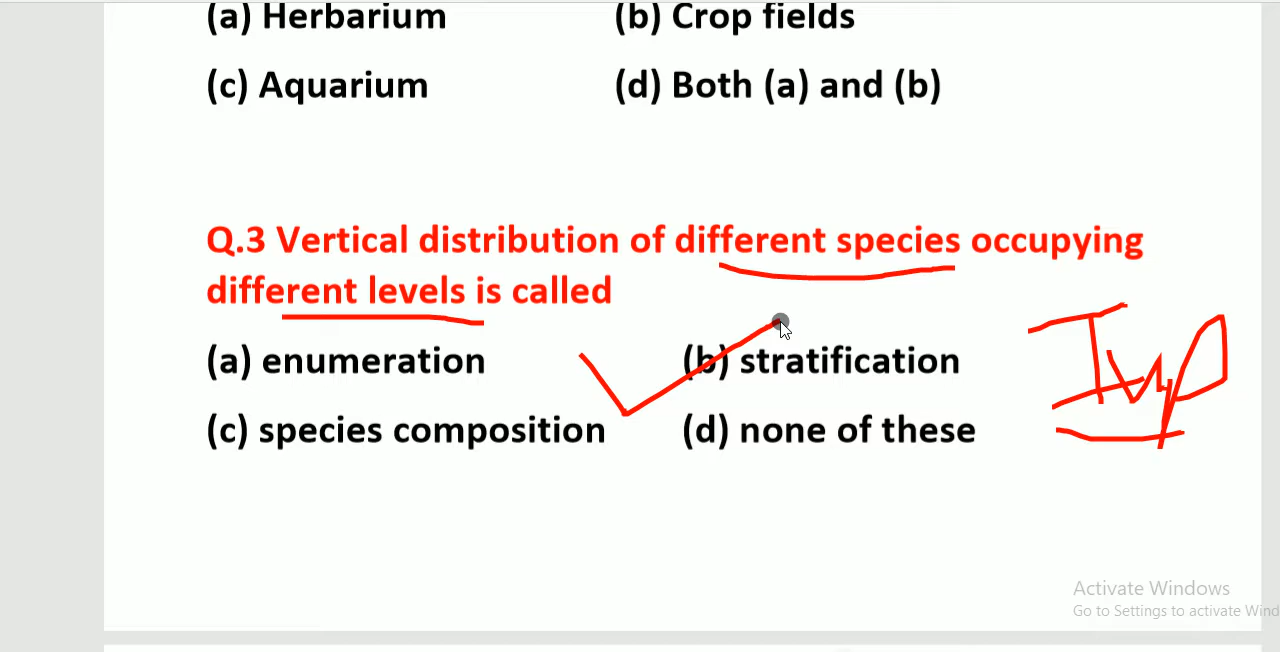 (a) Herbarium (b) Crop fields
(c) Aquarium (d) Both (a) and (b)
Q.3 Vertical distribution of different species occupying
different levels is called
(a) enumeration (b) stratification
Imp
(c) species composition (d) none of these
Activate Windows
Go to Settings to activate Wind